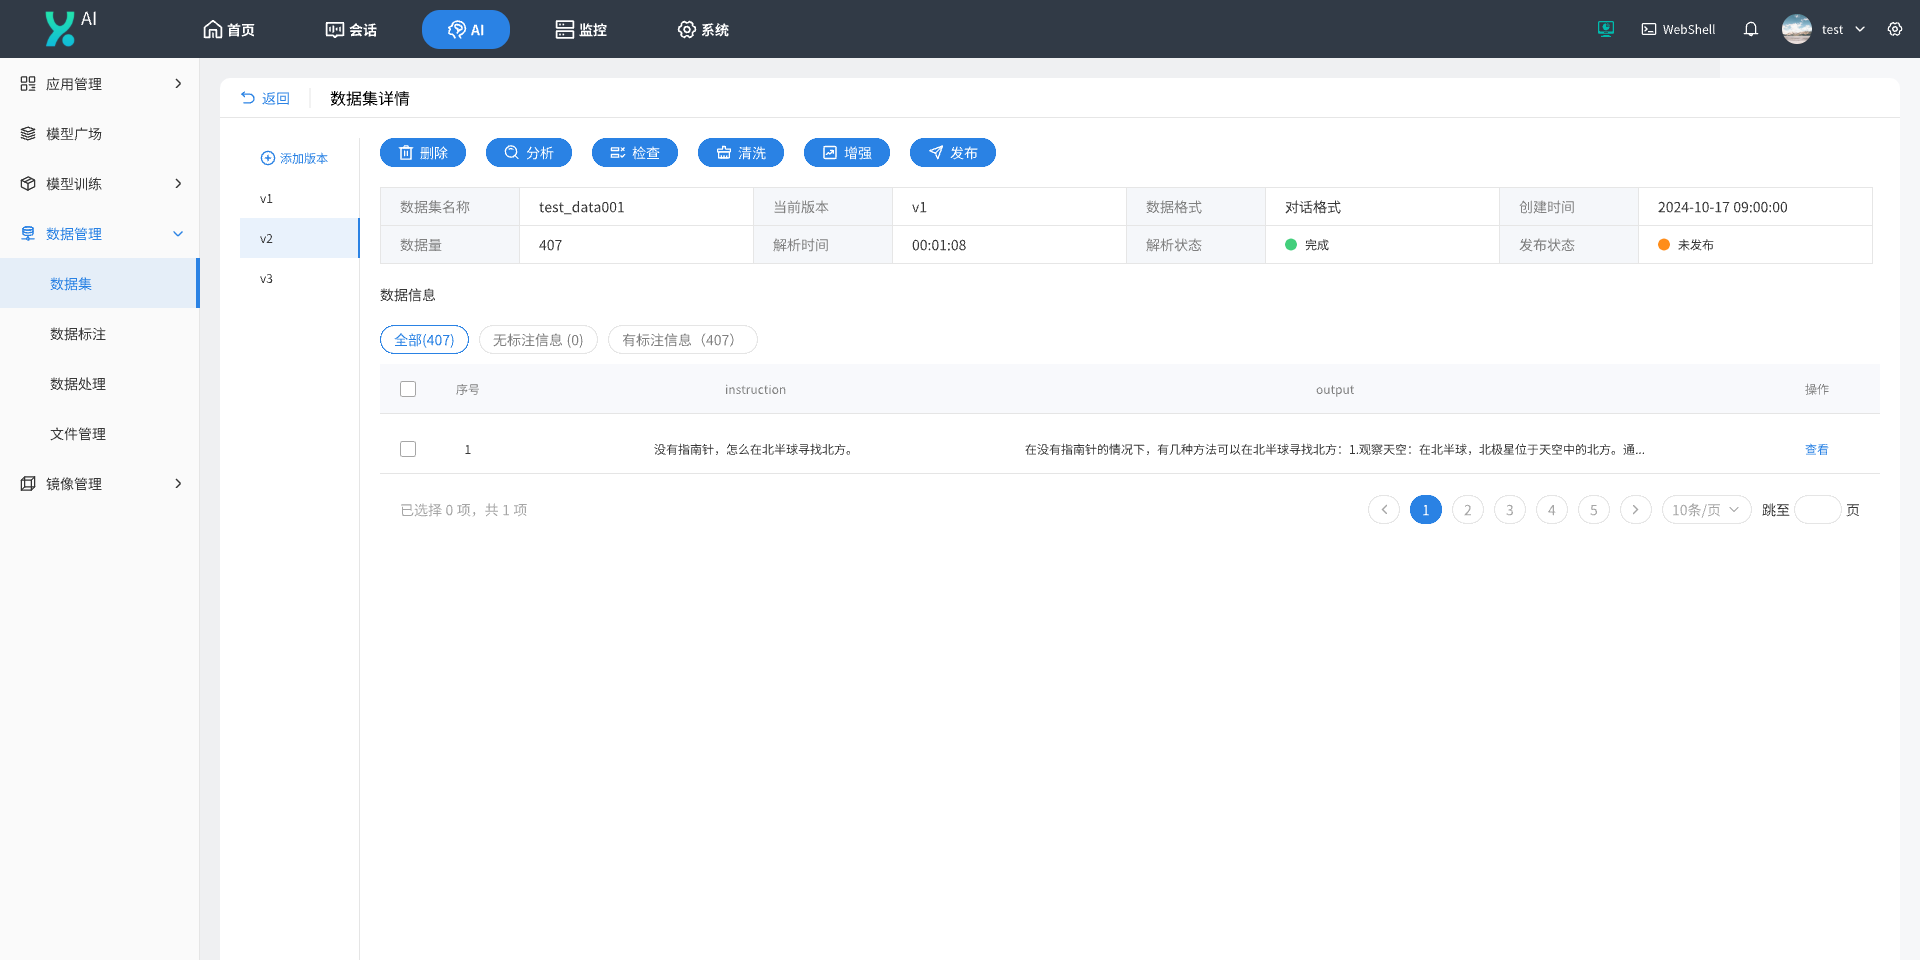 AI
首页
会话
AI
监控
系统
WebShell
test
应用管理
模型广场
模型训练
数据管理
数据集
数据标注
数据处理
文件管理
镜像管理
返回
数据集详情
添加版本
v1
v2
v3
删除
分析
检查
清洗
增强
发布
数据集名称 test_data001 当前版本 v1 数据格式 对话格式 创建时间 2024-10-17 09:00:00
数据量 407 解析时间 00:01:08 解析状态 完成 发布状态 未发布
数据信息
全部(407) 无标注信息 (0) 有标注信息（407）
序号 instruction output 操作
1 没有指南针，怎么在北半球寻找北方。 在没有指南针的情况下，有几种方法可以在北半球寻找北方：1.观察天空：在北半球，北极星位于天空中的北方。通... 查看
已选择 0 项，共 1 项
1 2 3 4 5 10条/页 跳至 页